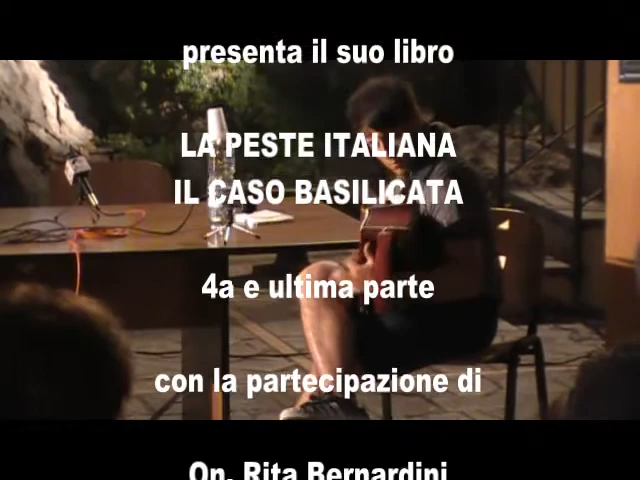 presenta il suo libro
LA PESTE ITALIANA
IL CASO BASILICATA
4a e ultima parte
con la partecipazione di
On. Rita Bernardini